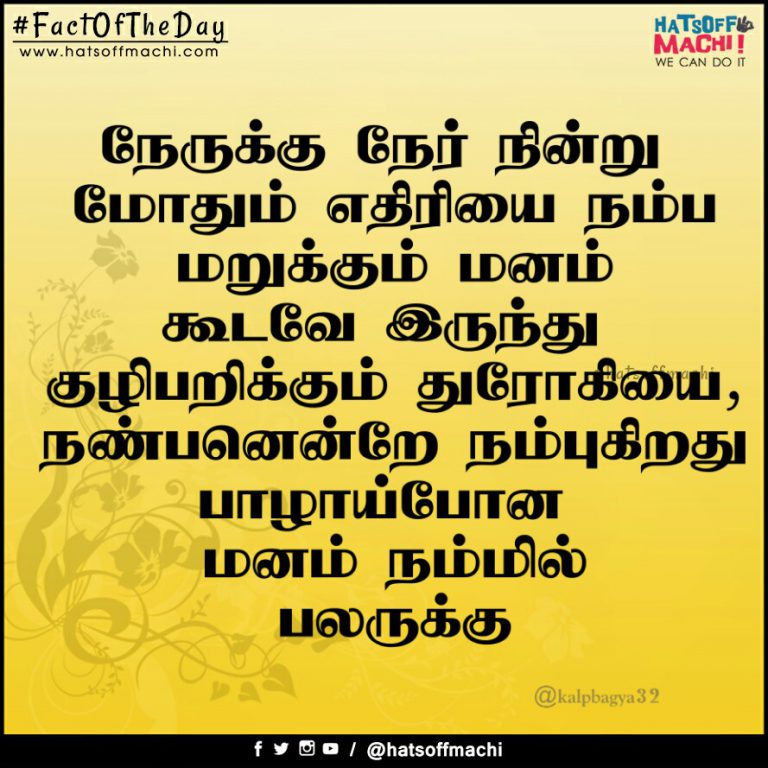 #FactOfTheDay
www.hatsoffmachi.com
HATSOFF
MACHI!
WE CAN DO IT
நேருக்கு நேர் நின்று
மோதும் எதிரியை நம்ப
மறுக்கும் மனம்
கூடவே இருந்து
hatsoffmachi
குழிபறிக்கும் துரோகியை,
நண்பனென்றே நம்புகிறது
பாழாய்போன
மனம் நம்மில்
பலருக்கு
@kalpbagya32
/ @hatsoffmachi